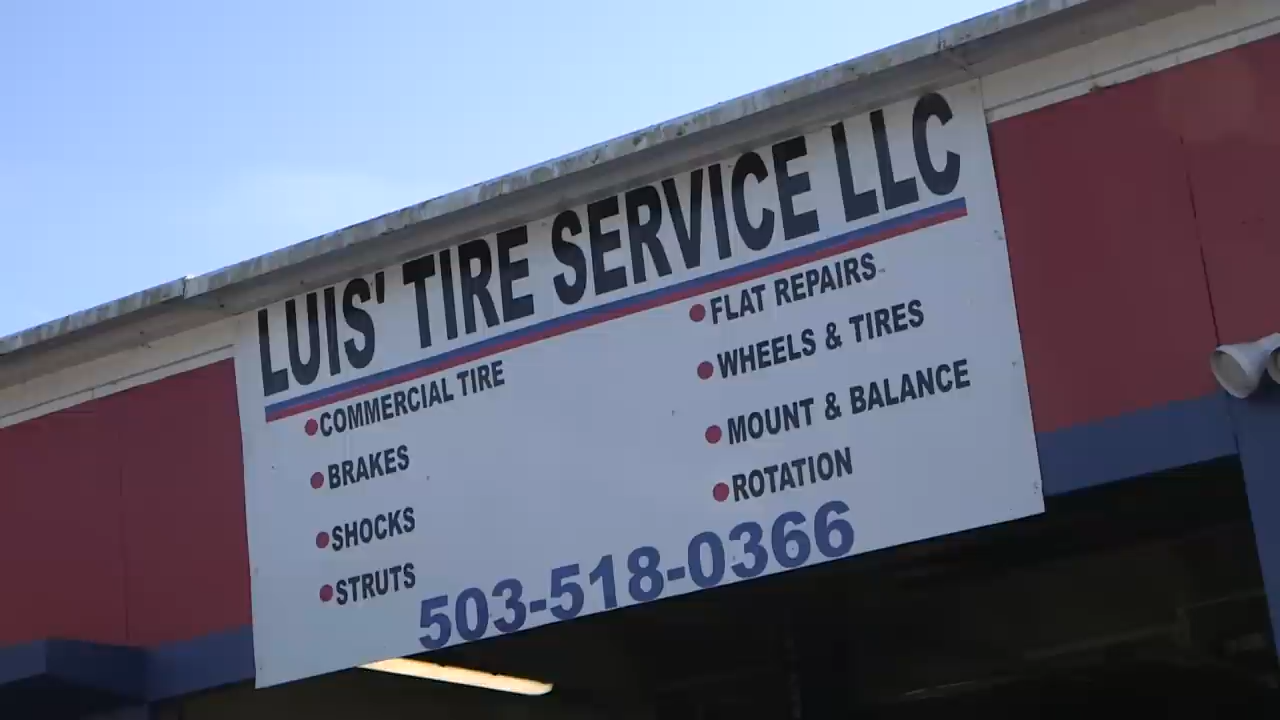 LUIS' TIRE SERVICE LLC
COMMERCIAL TIRE
BRAKES
SHOCKS
STRUTS
FLAT REPAIRS
WHEELS & TIRES
MOUNT & BALANCE
ROTATION
503-518-0366